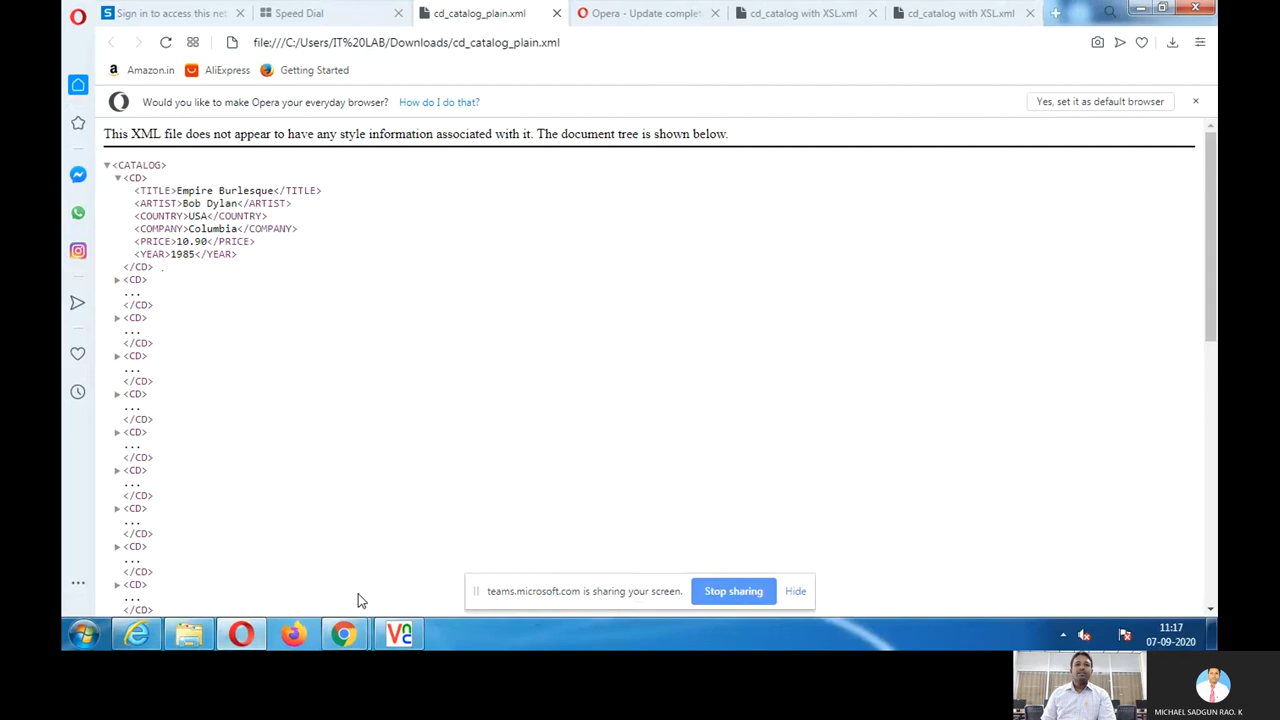 Sign in to access this net
Speed Dial
cd_catalog_plain.xml
Opera - Update complet
cd_catalog with XSL.xml
cd_catalog with XSL.xml
file:///C:/Users/IT%20LAB/Downloads/cd_catalog_plain.xml
Amazon.in
AliExpress
Getting Started
Would you like to make Opera your everyday browser? How do I do that?
Yes, set it as default browser
This XML file does not appear to have any style information associated with it. The document tree is shown below.
<CATALOG>
<CD>
<TITLE>Empire Burlesque</TITLE>
<ARTIST>Bob Dylan</ARTIST>
<COUNTRY>USA</COUNTRY>
<COMPANY>Columbia</COMPANY>
<PRICE>10.90</PRICE>
<YEAR>1985</YEAR>
</CD>
<CD>
...
</CD>
<CD>
...
</CD>
<CD>
...
</CD>
<CD>
...
</CD>
<CD>
...
</CD>
<CD>
...
</CD>
<CD>
...
</CD>
<CD>
...
</CD>
<CD>
...
</CD>
teams.microsoft.com is sharing your screen.
Stop sharing
Hide
11:17
07-09-2020
MICHAEL SADGUN RAO. K